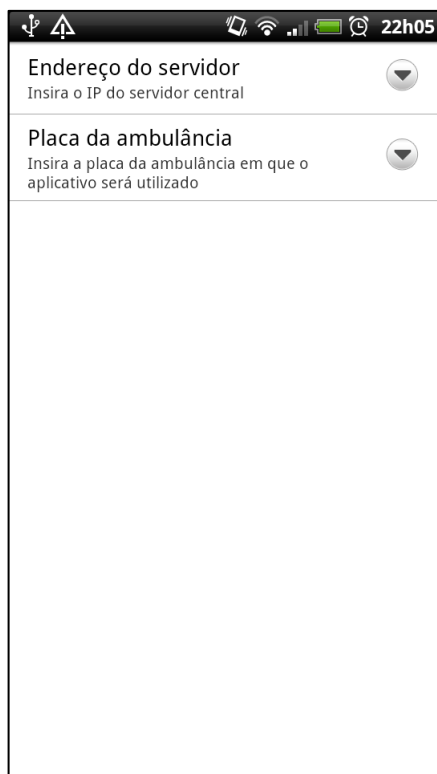 22h05
Endereço do servidor
Insira o IP do servidor central
Placa da ambulância
Insira a placa da ambulância em que o
aplicativo será utilizado